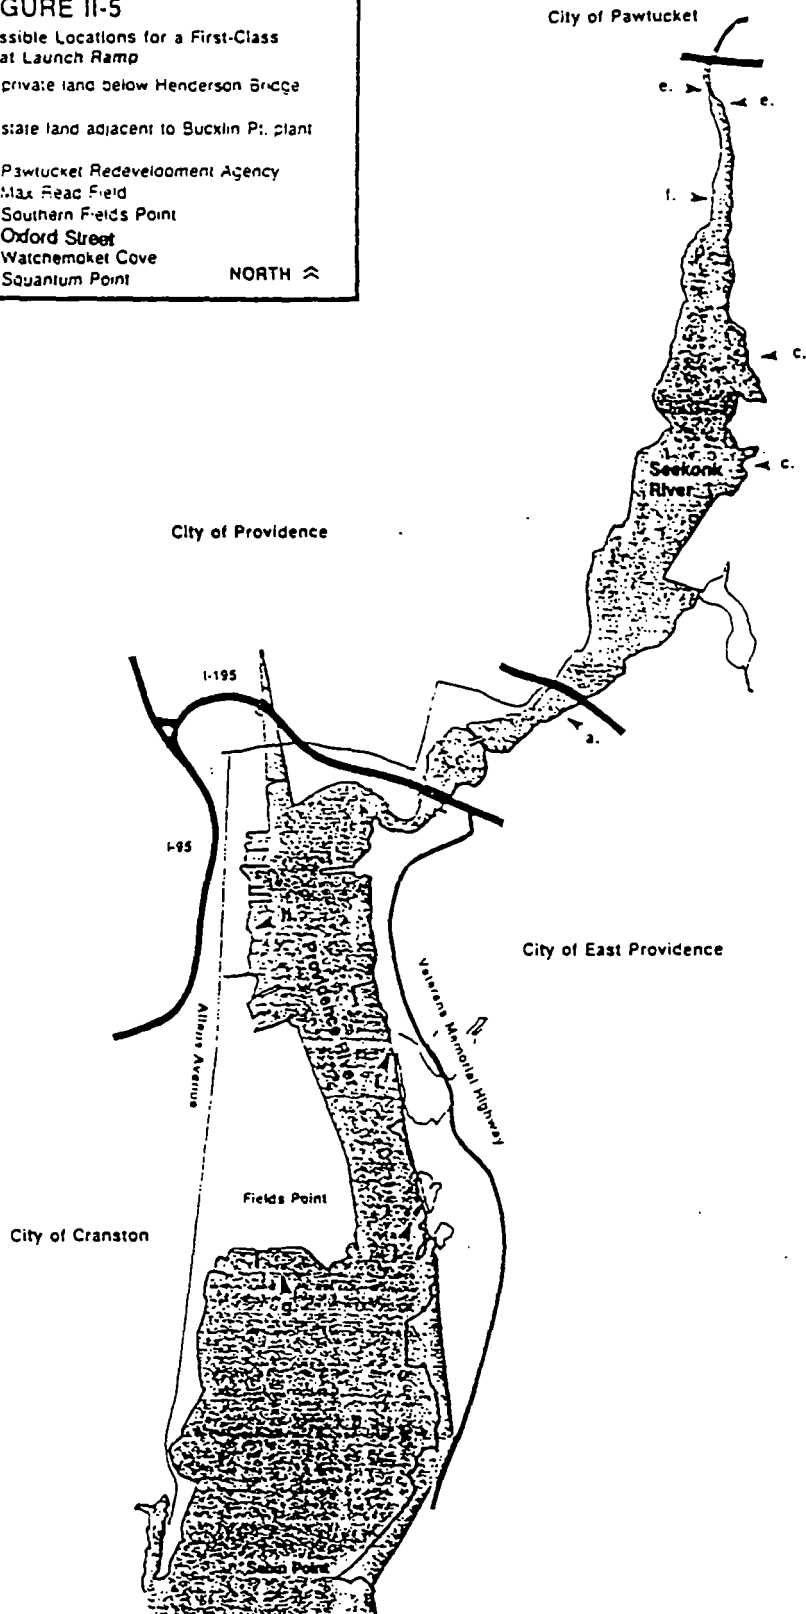 GURE II-5
ssible Locations for a First-Class
at Launch Ramp
private land below Henderson Bridge
state land adjacent to Bucklin Pt. plant
Pawtucket Redevelopment Agency
Max Read Field
Southern Fields Point
Oxford Street
Watchemoket Cove
Squantum Point
NORTH
City of Pawtucket
e.
e.
f.
c.
c.
Seekonk
River
City of Providence
I-195
a.
I-95
h.
City of East Providence
Providence River
Veterans Memorial Highway
Allens Avenue
i.
Fields Point
City of Cranston
g.
Sabin Point